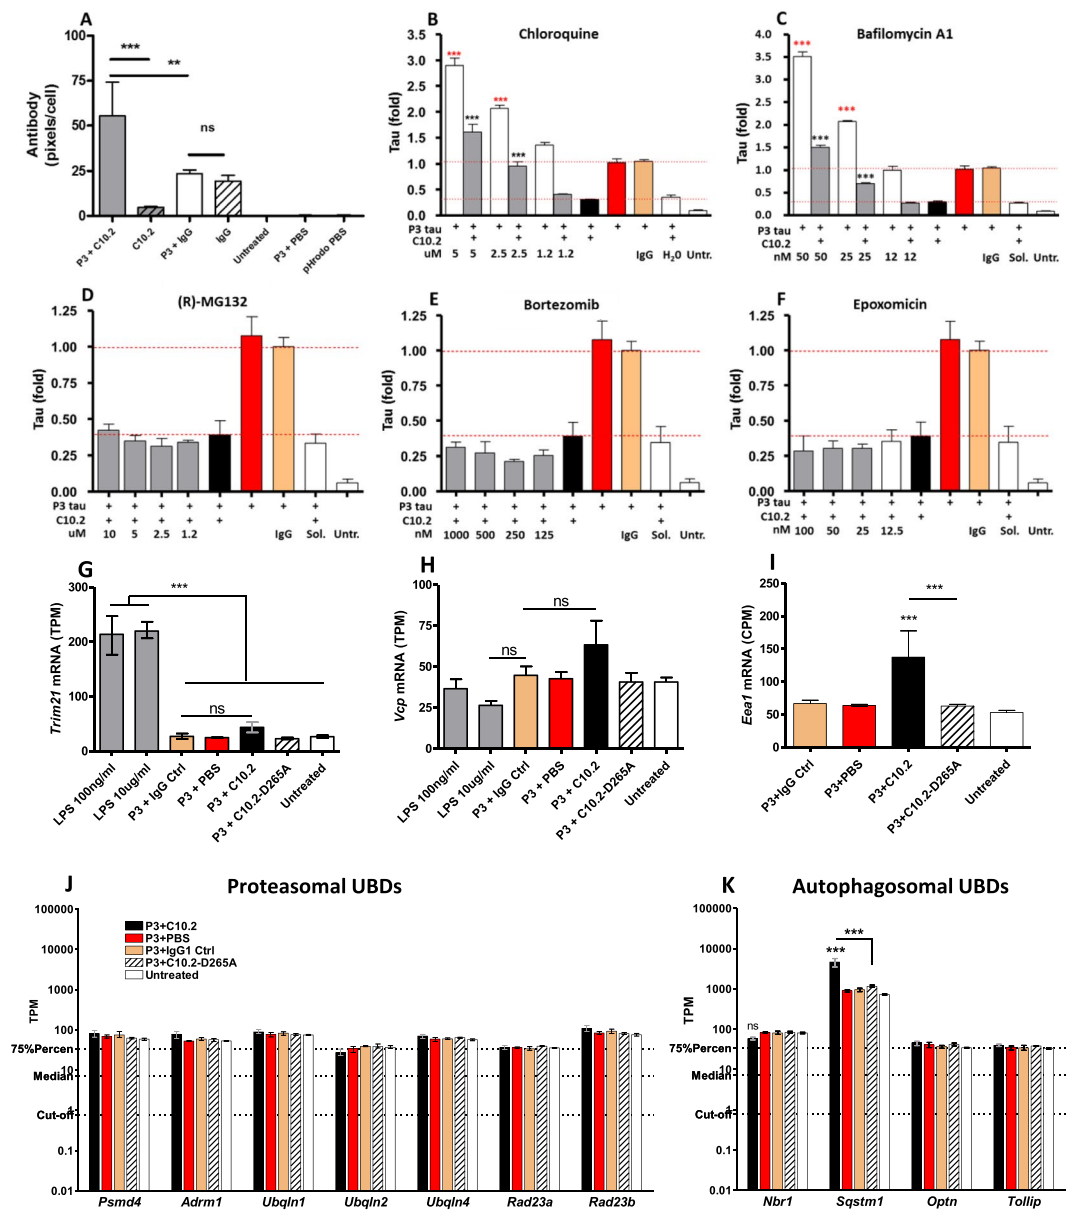 A
Antibody
(pixels/cell)
100
75
50
25
0
***
**
ns
P3 + C10.2
C10.2
P3 + IgG
IgG
Untreated
P3 + PBS
pHrodo PBS
B
Chloroquine
Tau (fold)
4.0
3.5
3.0
2.5
2.0
1.5
1.0
0.5
0.0
***
***
***
***
P3 tau + + + + + + + +
C10.2 + + + + +
uM 5 5 2.5 2.5 1.2 1.2 IgG H20 Untr.
C
Bafilomycin A1
Tau (fold)
4.0
3.5
3.0
2.5
2.0
1.5
1.0
0.5
0.0
***
***
***
***
P3 tau + + + + + + + + + +
C10.2 + + + + +
nM 50 50 25 25 12 12 IgG Sol. Untr.
D
(R)-MG132
Tau (fold)
1.25
1.00
0.75
0.50
0.25
0.00
P3 tau + + + + + + + +
C10.2 + + + + + +
uM 10 5 2.5 1.2 IgG Sol. Untr.
E
Bortezomib
Tau (fold)
1.25
1.00
0.75
0.50
0.25
0.00
P3 tau + + + + + + + +
C10.2 + + + + + +
nM 1000 500 250 125 IgG Sol. Untr.
F
Epoxomicin
Tau (fold)
1.25
1.00
0.75
0.50
0.25
0.00
P3 tau + + + + + + + +
C10.2 + + + + + +
nM 100 50 25 12.5 IgG Sol. Untr.
G
Trim21 mRNA (TPM)
300
200
100
0
***
ns
LPS 100ng/ml
LPS 10ug/ml
P3 + IgG Ctrl
P3 + PBS
P3 + C10.2
P3 + C10.2-D265A
Untreated
H
Vcp mRNA (TPM)
100
75
50
25
0
ns
ns
LPS 100ng/ml
LPS 10ug/ml
P3 + IgG Ctrl
P3 + PBS
P3 + C10.2
P3 + C10.2-D265A
Untreated
I
Eea1 mRNA (CPM)
250
200
150
100
50
0
***
***
P3+IgG Ctrl
P3+PBS
P3+C10.2
P3+C10.2-D265A
Untreated
J
Proteasomal UBDs
TPM
100000
10000
1000
100
75%Percen
10
Median
1
Cut-off
0.1
0.01
P3+C10.2
P3+PBS
P3+IgG1 Ctrl
P3+C10.2-D265A
Untreated
Psmd4 Adrm1 Ubqln1 Ubqln2 Ubqln4 Rad23a Rad23b
K
Autophagosomal UBDs
TPM
100000
10000
1000
100
75%Percen
10
Median
1
Cut-off
0.1
0.01
ns
***
***
Nbr1 Sqstm1 Optn Tollip